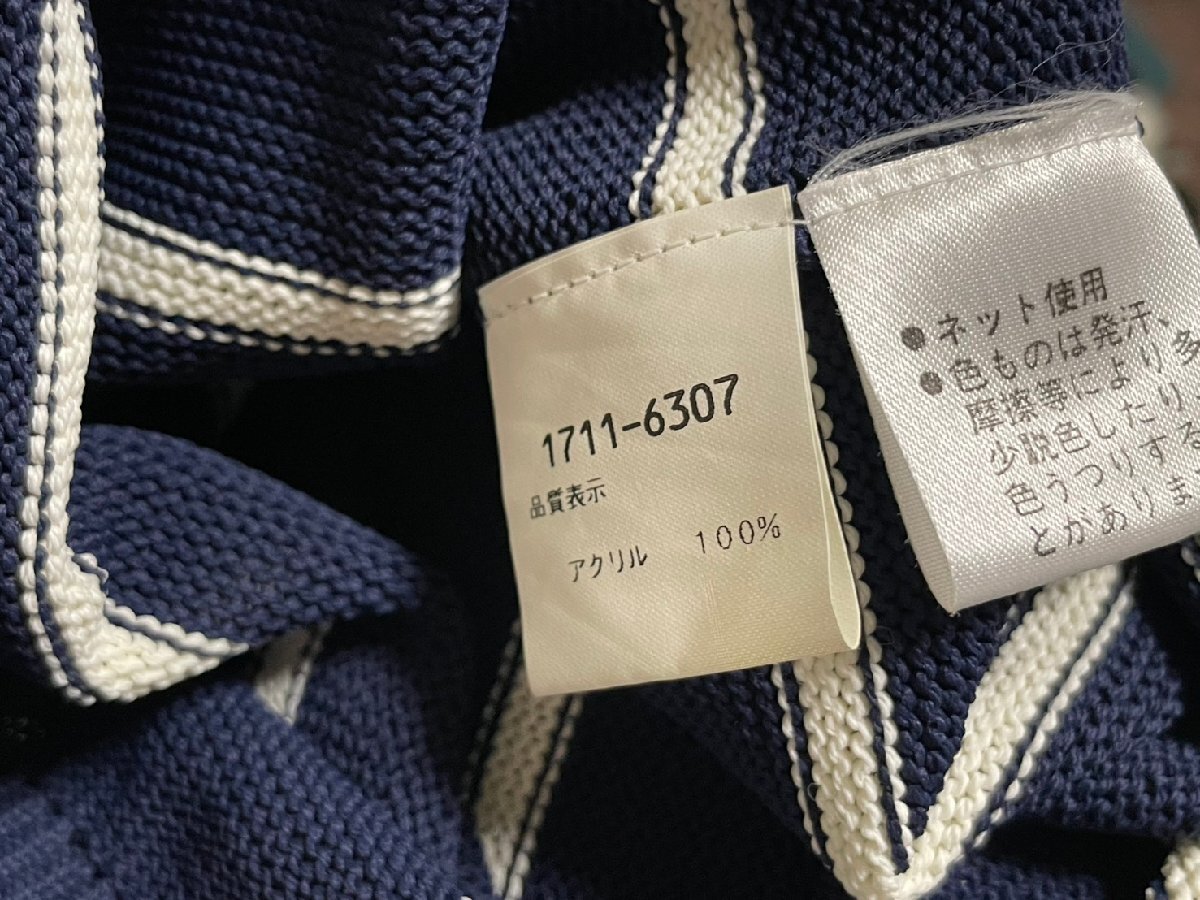 1711-6307
品質表示
アクリル 100%
●ネット使用
●色ものは発汗、
摩擦等により多
少脱色したり、
色うつりする
とがありま